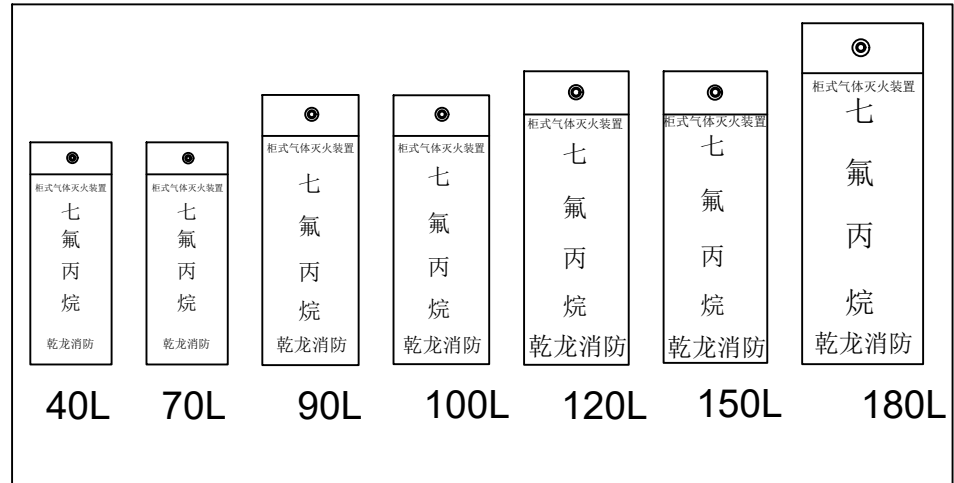 柜式气体灭火装置
七
氟
丙
烷
乾龙消防
40L
柜式气体灭火装置
七
氟
丙
烷
乾龙消防
70L
柜式气体灭火装置
七
氟
丙
烷
乾龙消防
90L
柜式气体灭火装置
七
氟
丙
烷
乾龙消防
100L
柜式气体灭火装置
七
氟
丙
烷
乾龙消防
120L
柜式气体灭火装置
七
氟
丙
烷
乾龙消防
150L
柜式气体灭火装置
七
氟
丙
烷
乾龙消防
180L